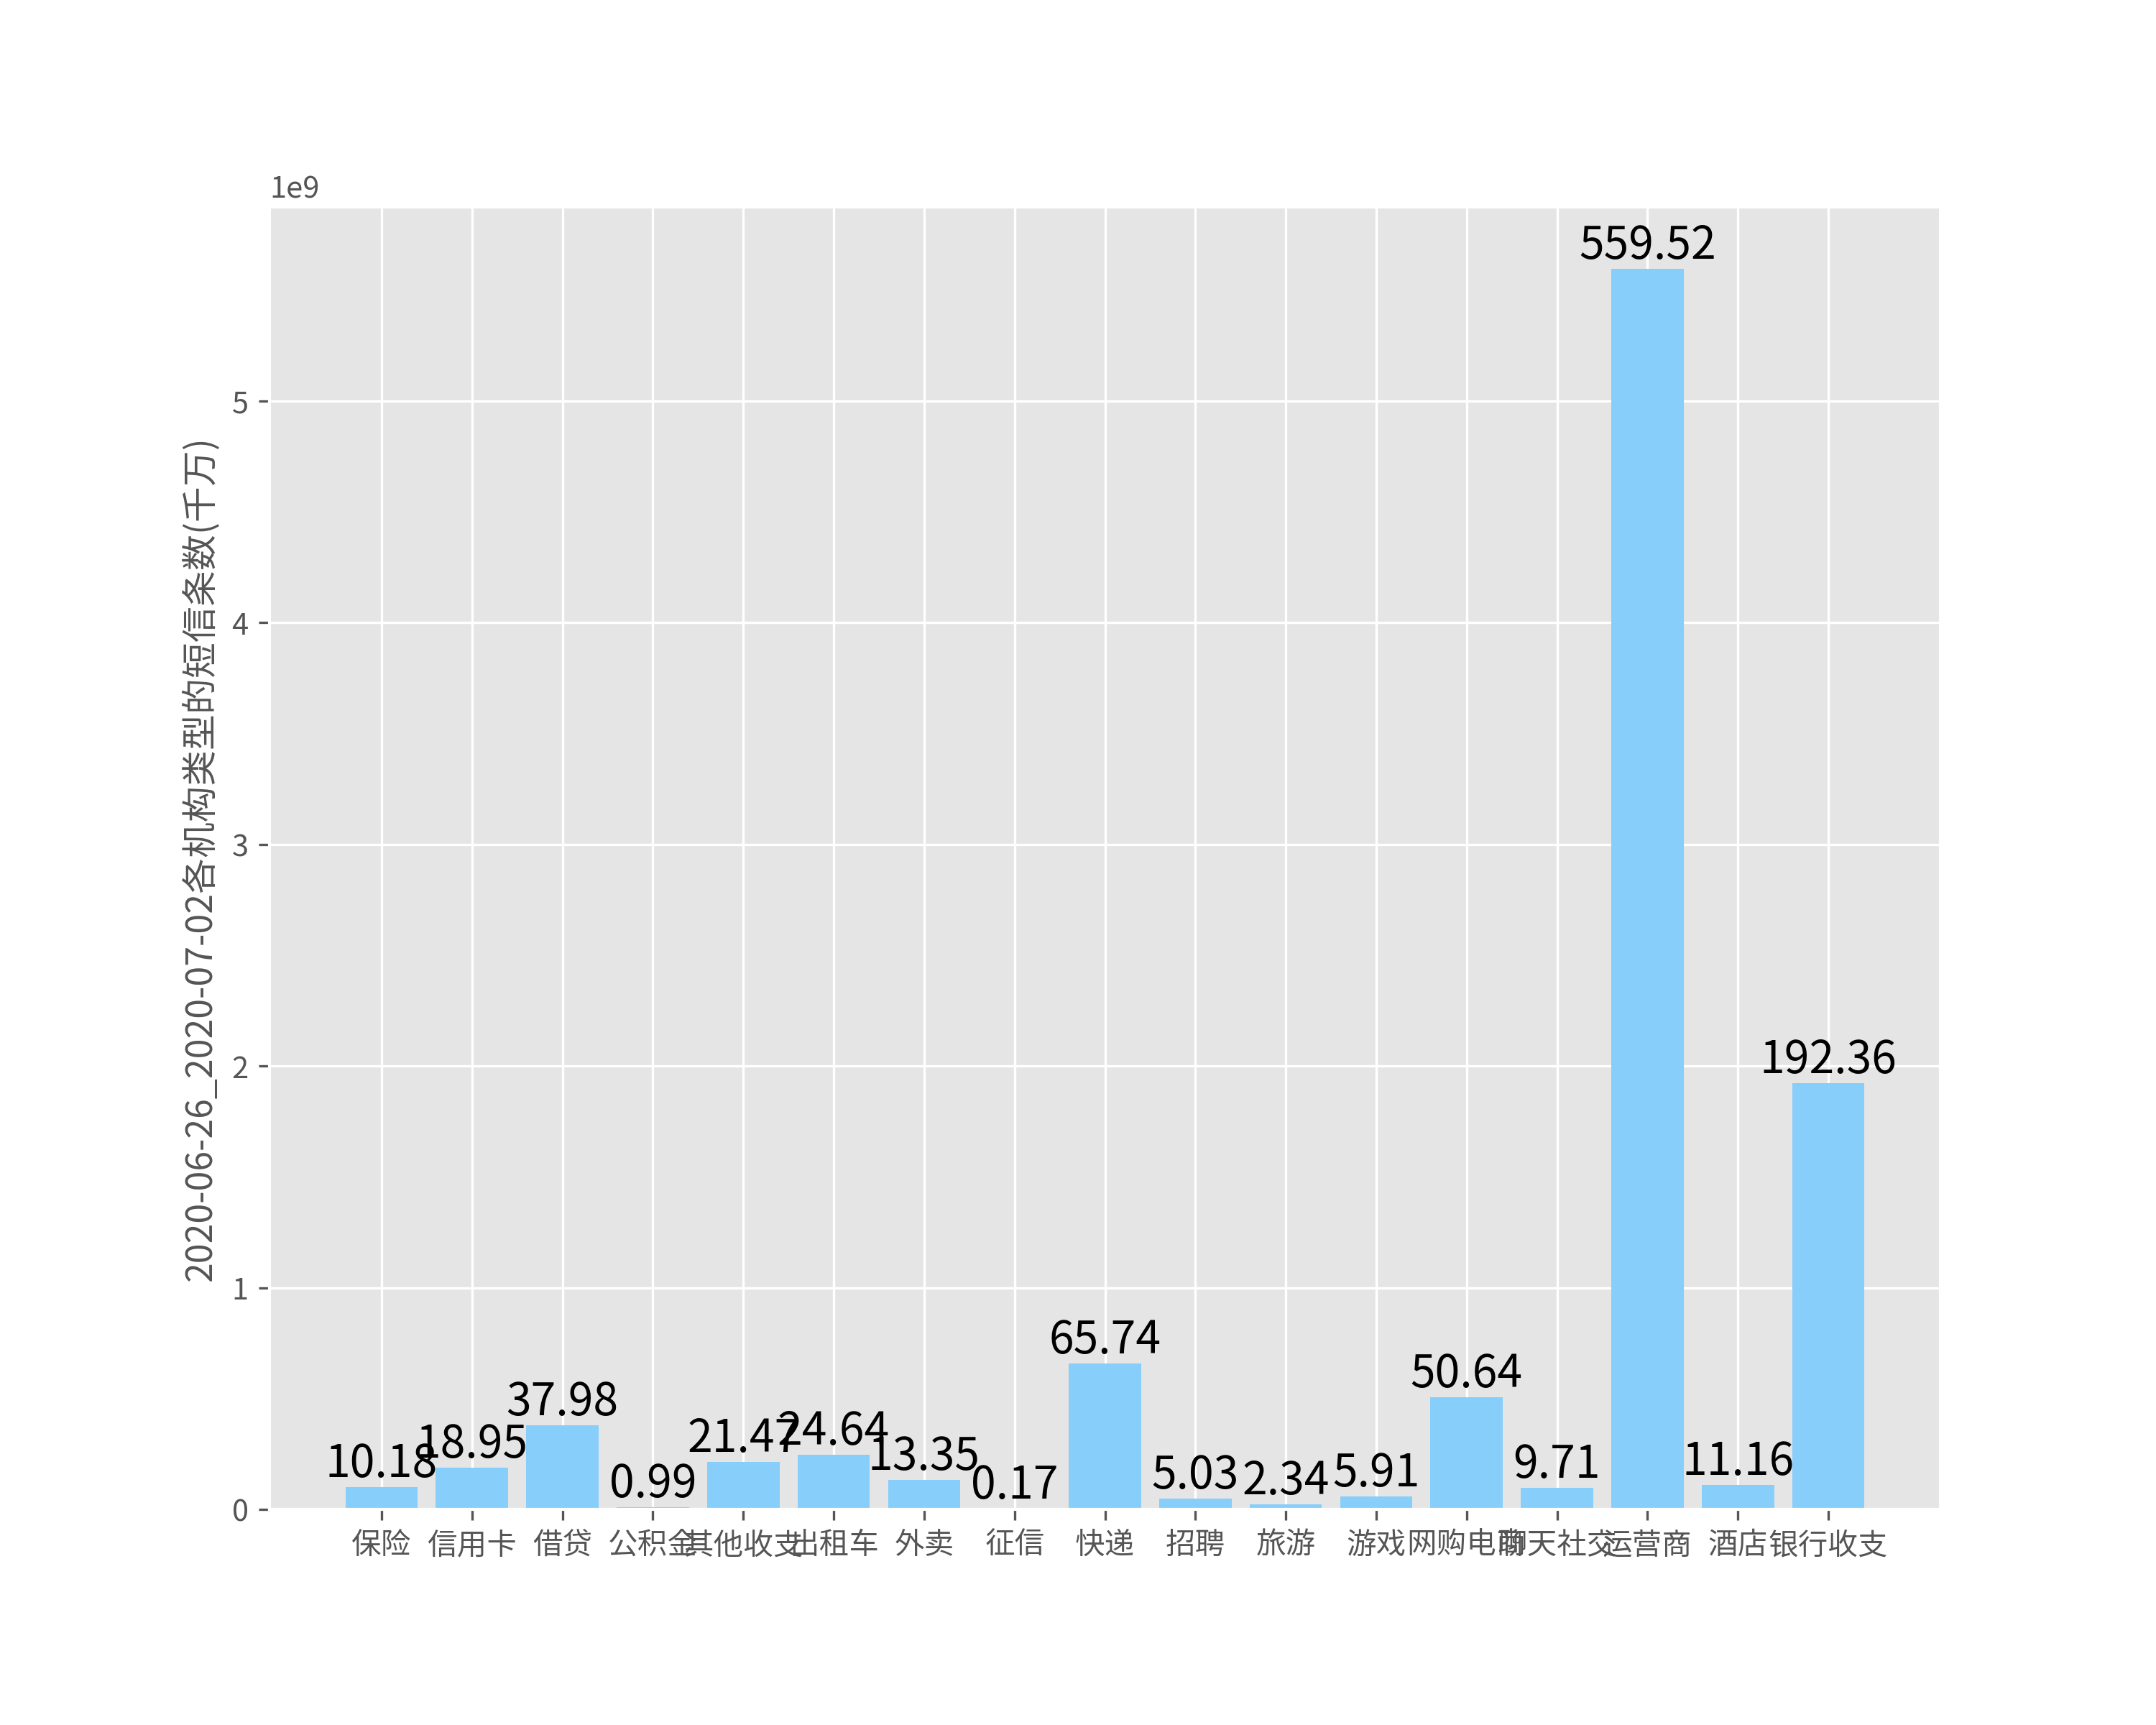 1e9
5
4
3
2
1
0
2020-06-26_2020-07-02各机构类型的短信条数(千万)
10.18
18.95
37.98
0.99
21.47
24.64
13.35
0.17
65.74
5.03
2.34
5.91
50.64
9.71
559.52
11.16
192.36
保险
信用卡
借贷
公积金
其他收支
出租车
外卖
征信
快递
招聘
旅游
游戏
网购电商
聊天社交
运营商
酒店
银行收支